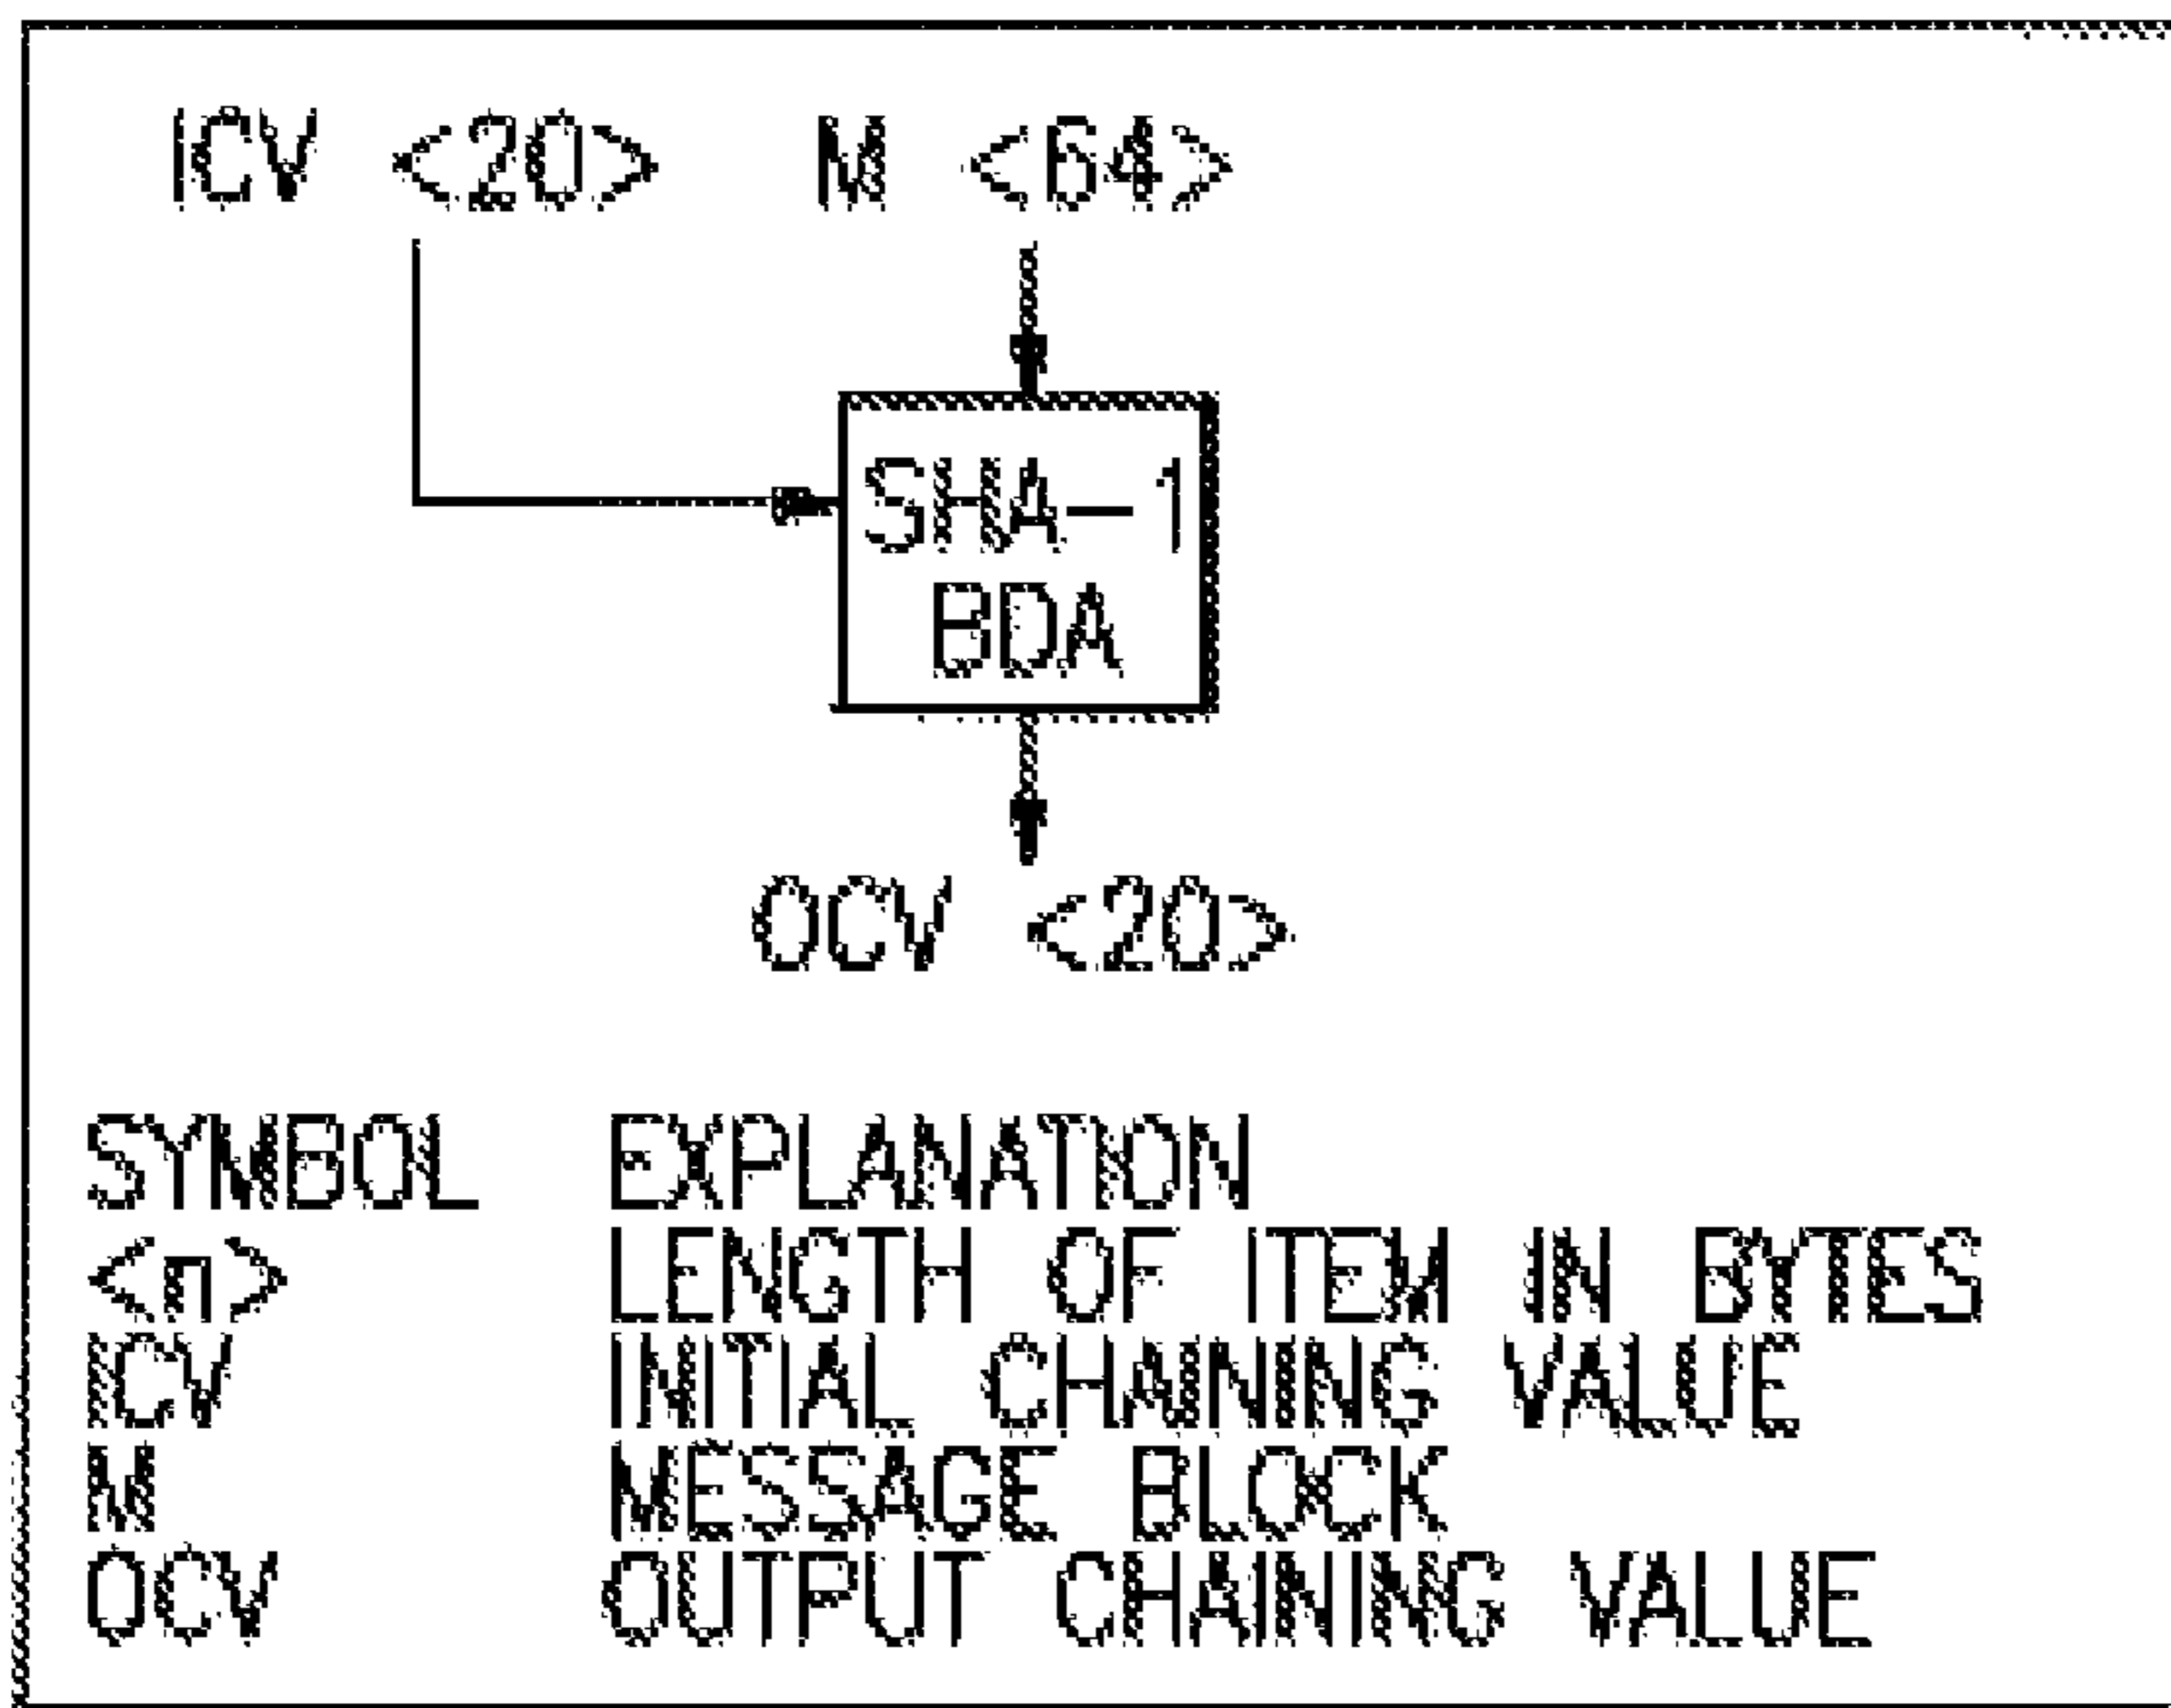 ICV <20> M <64>
SHA-1
BDA
OCV <20>
SYMBOL EXPLANATION
<n> LENGTH OF ITEM IN BYTES
ICV INITIAL CHAINING VALUE
M MESSAGE BLOCK
OCV OUTPUT CHAINING VALUE